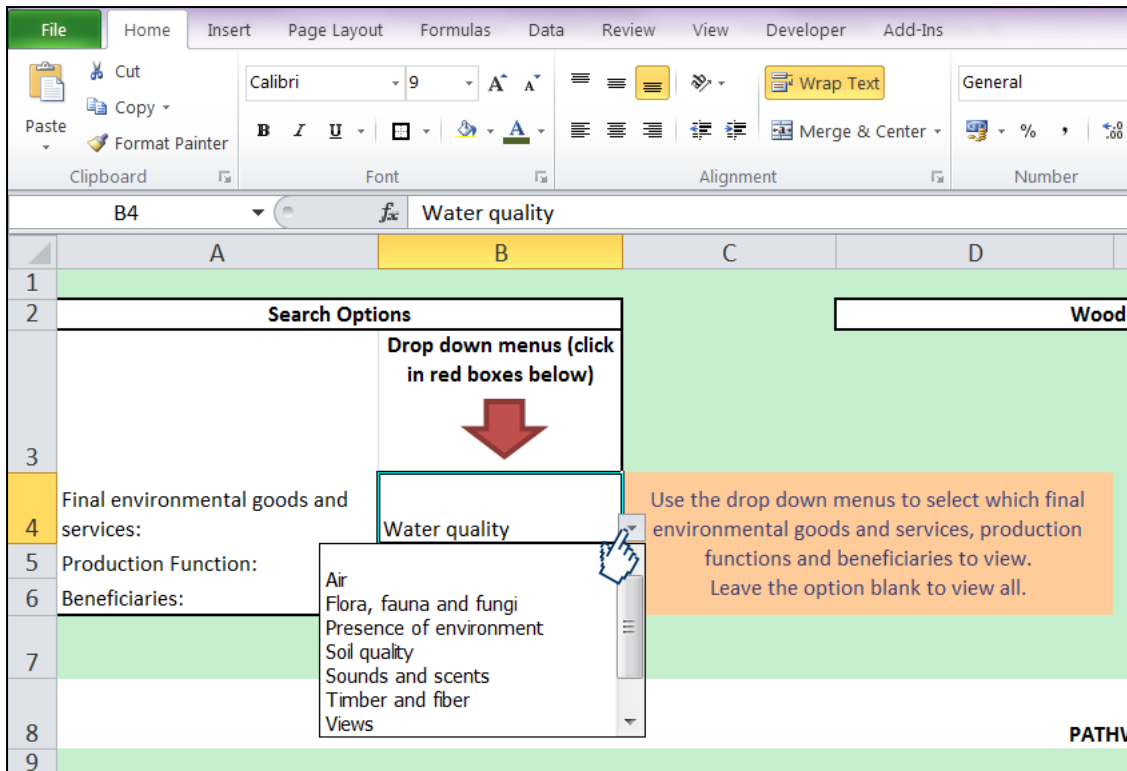 File Home Insert Page Layout Formulas Data Review View Developer Add-Ins
Cut
Copy
Paste
Format Painter
Calibri 9 A A Wrap Text General
B I U A Merge & Center % , .00
Clipboard Font Alignment Number
B4 fx Water quality
A B C D
1
2 Search Options Wood
Drop down menus (click
in red boxes below)
3
Final environmental goods and
4 services: Water quality
5 Production Function:
6 Beneficiaries:
Use the drop down menus to select which final
environmental goods and services, production
functions and beneficiaries to view.
Leave the option blank to view all.
Air
Flora, fauna and fungi
Presence of environment
Soil quality
Sounds and scents
Timber and fiber
Views
7
8 PATHW
9